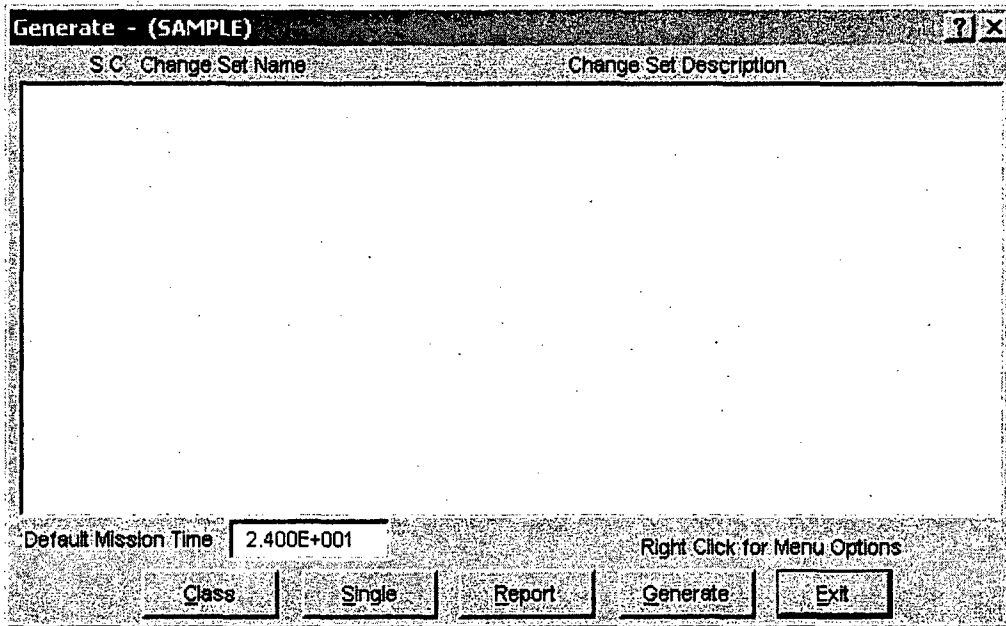 Generate - (SAMPLE) ? X
S C Change Set Name Change Set Description
Default Mission Time 2.400E+001 Right Click for Menu Options
Class Single Report Generate Exit